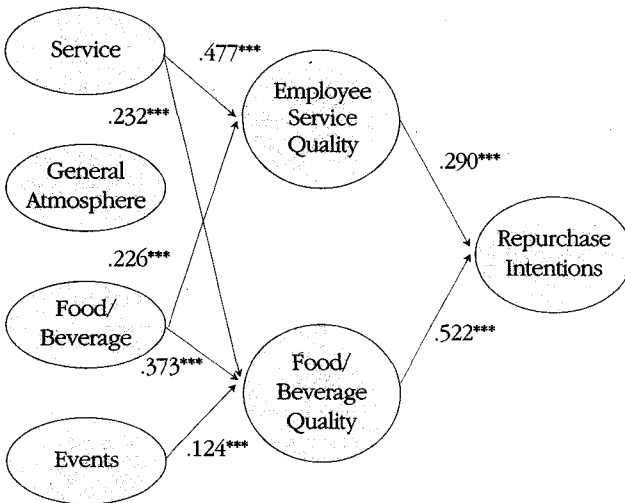 Service
.477***
.232***
Employee
Service
Quality
General
Atmosphere
.290***
Repurchase
Intentions
.226***
Food/
Beverage
.373***
.522***
Food/
Beverage
Quality
Events
.124***